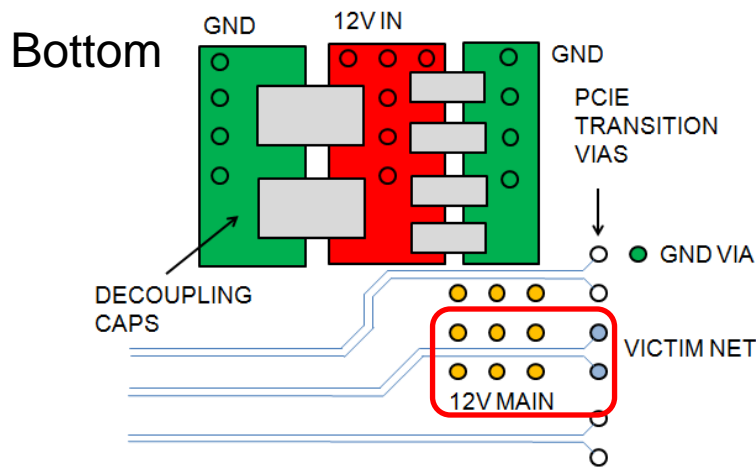 Bottom
GND
12V IN
GND
PCIE
TRANSITION
VIAS
GND VIA
DECOUPLING
CAPS
VICTIM NET
12V MAIN